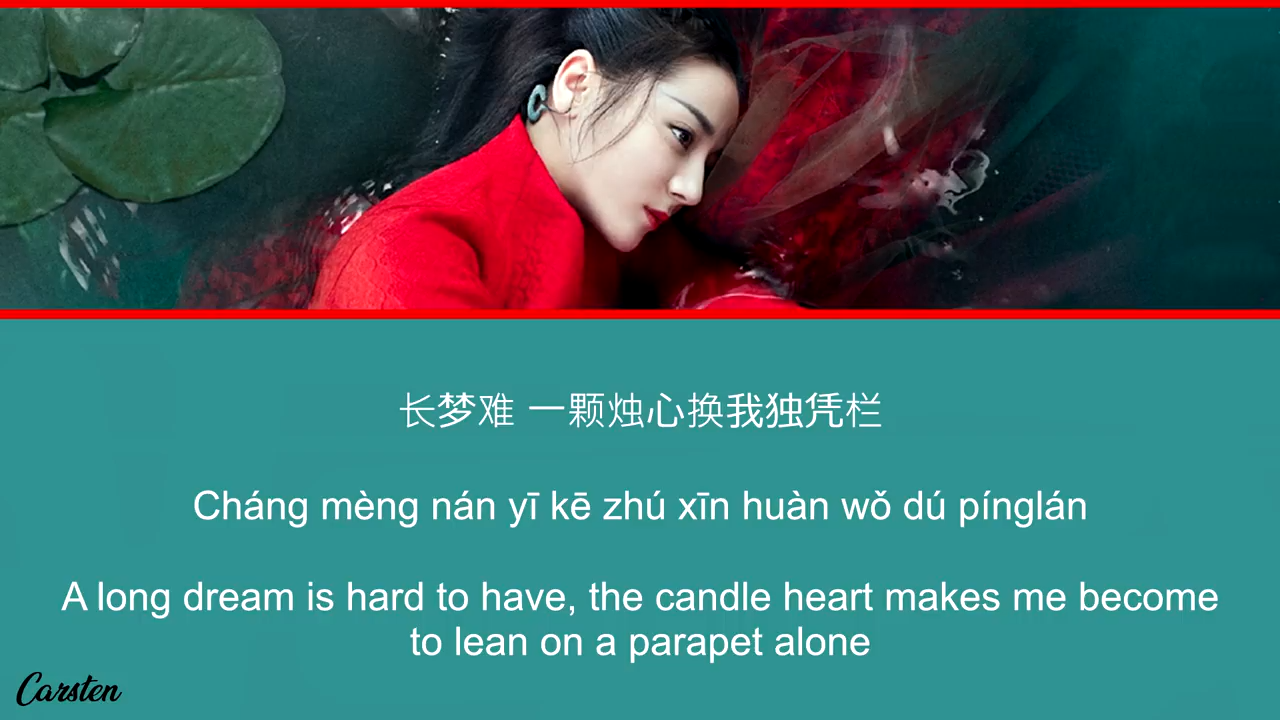 长梦难 一颗烛心换我独凭栏
Cháng mèng nán yī kē zhú xīn huàn wǒ dú pínglán
A long dream is hard to have, the candle heart makes me become
to lean on a parapet alone
Carsten